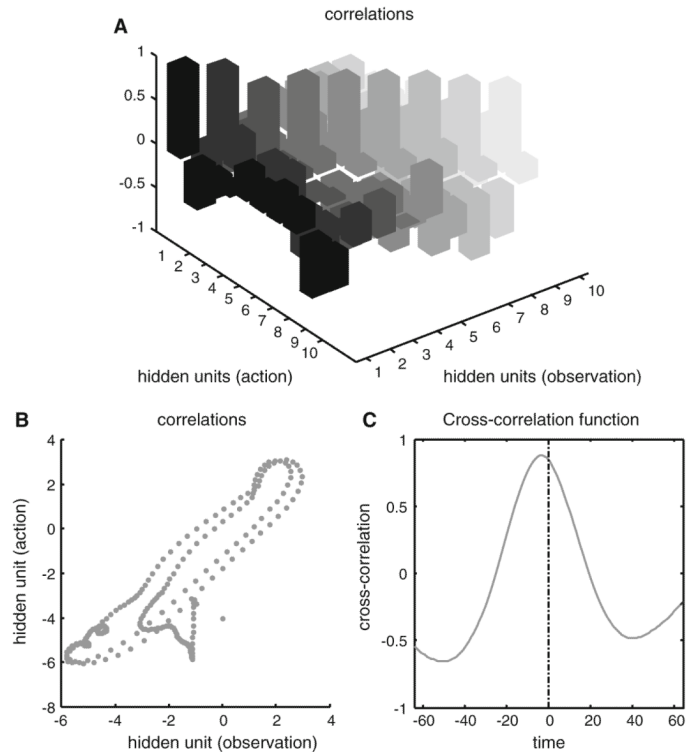 correlations
A
1
0.5
0
-0.5
-1
1 2 3 4 5 6 7 8 9 10
1 2 3 4 5 6 7 8 9 10
hidden units (action)
hidden units (observation)
B
correlations
4
2
0
-2
-4
-6
-8
-6 -4 -2 0 2 4
hidden unit (action)
hidden unit (observation)
C
Cross-correlation function
1
0.5
0
-0.5
-1
-60 -40 -20 0 20 40 60
cross-correlation
time